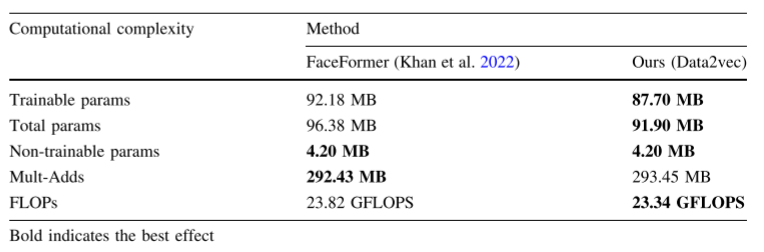 Computational complexity Method
FaceFormer (Khan et al. 2022) Ours (Data2vec)
Trainable params 92.18 MB 87.70 MB
Total params 96.38 MB 91.90 MB
Non-trainable params 4.20 MB 4.20 MB
Mult-Adds 292.43 MB 293.45 MB
FLOPs 23.82 GFLOPS 23.34 GFLOPS
Bold indicates the best effect